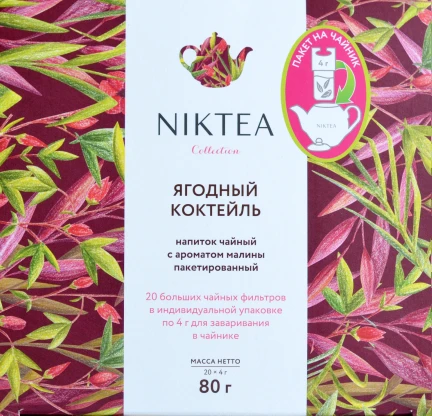 ПАКЕТ НА ЧАЙНИК
4 г
NIKTEA
NIKTEA
Collection
ЯГОДНЫЙ
КОКТЕЙЛЬ
напиток чайный
с ароматом малины
пакетированный
20 больших чайных фильтров
в индивидуальной упаковке
по 4 г для заваривания
в чайнике
МАССА НЕТТО
20 × 4 г
80 г